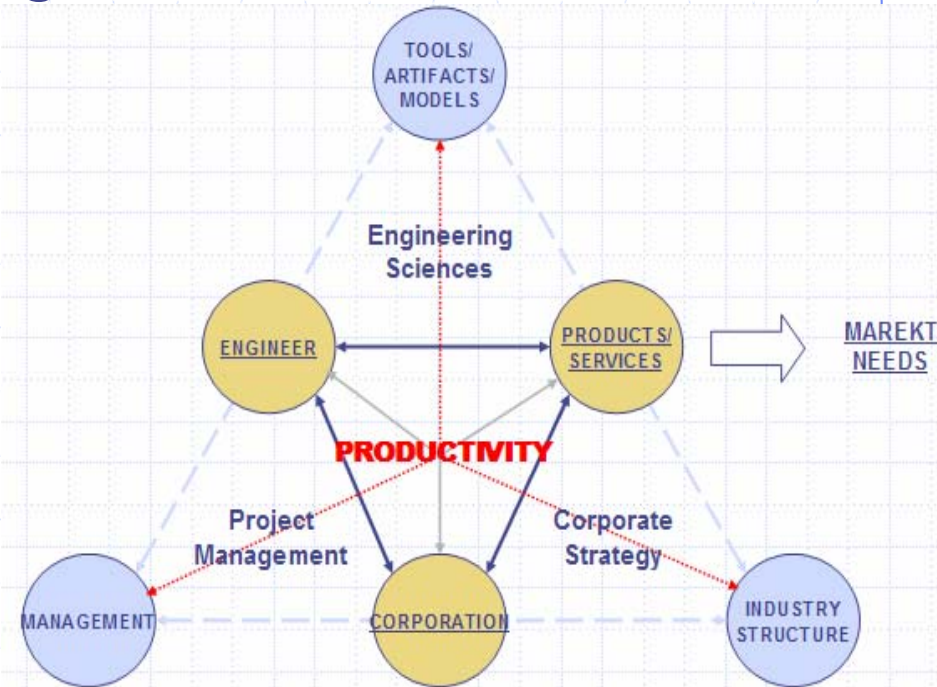 TOOLS/
ARTIFACTS/
MODELS
Engineering
Sciences
ENGINEER
PRODUCTS/
SERVICES
MAREKT
NEEDS
PRODUCTIVITY
Project
Management
Corporate
Strategy
MANAGEMENT
CORPORATION
INDUSTRY
STRUCTURE